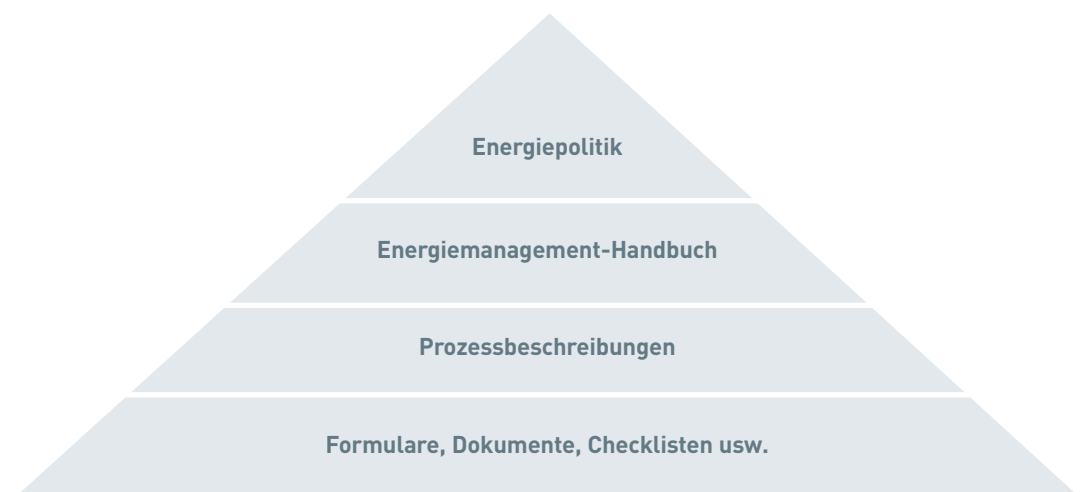 Energiepolitik
Energiemanagement-Handbuch
Prozessbeschreibungen
Formulare, Dokumente, Checklisten usw.